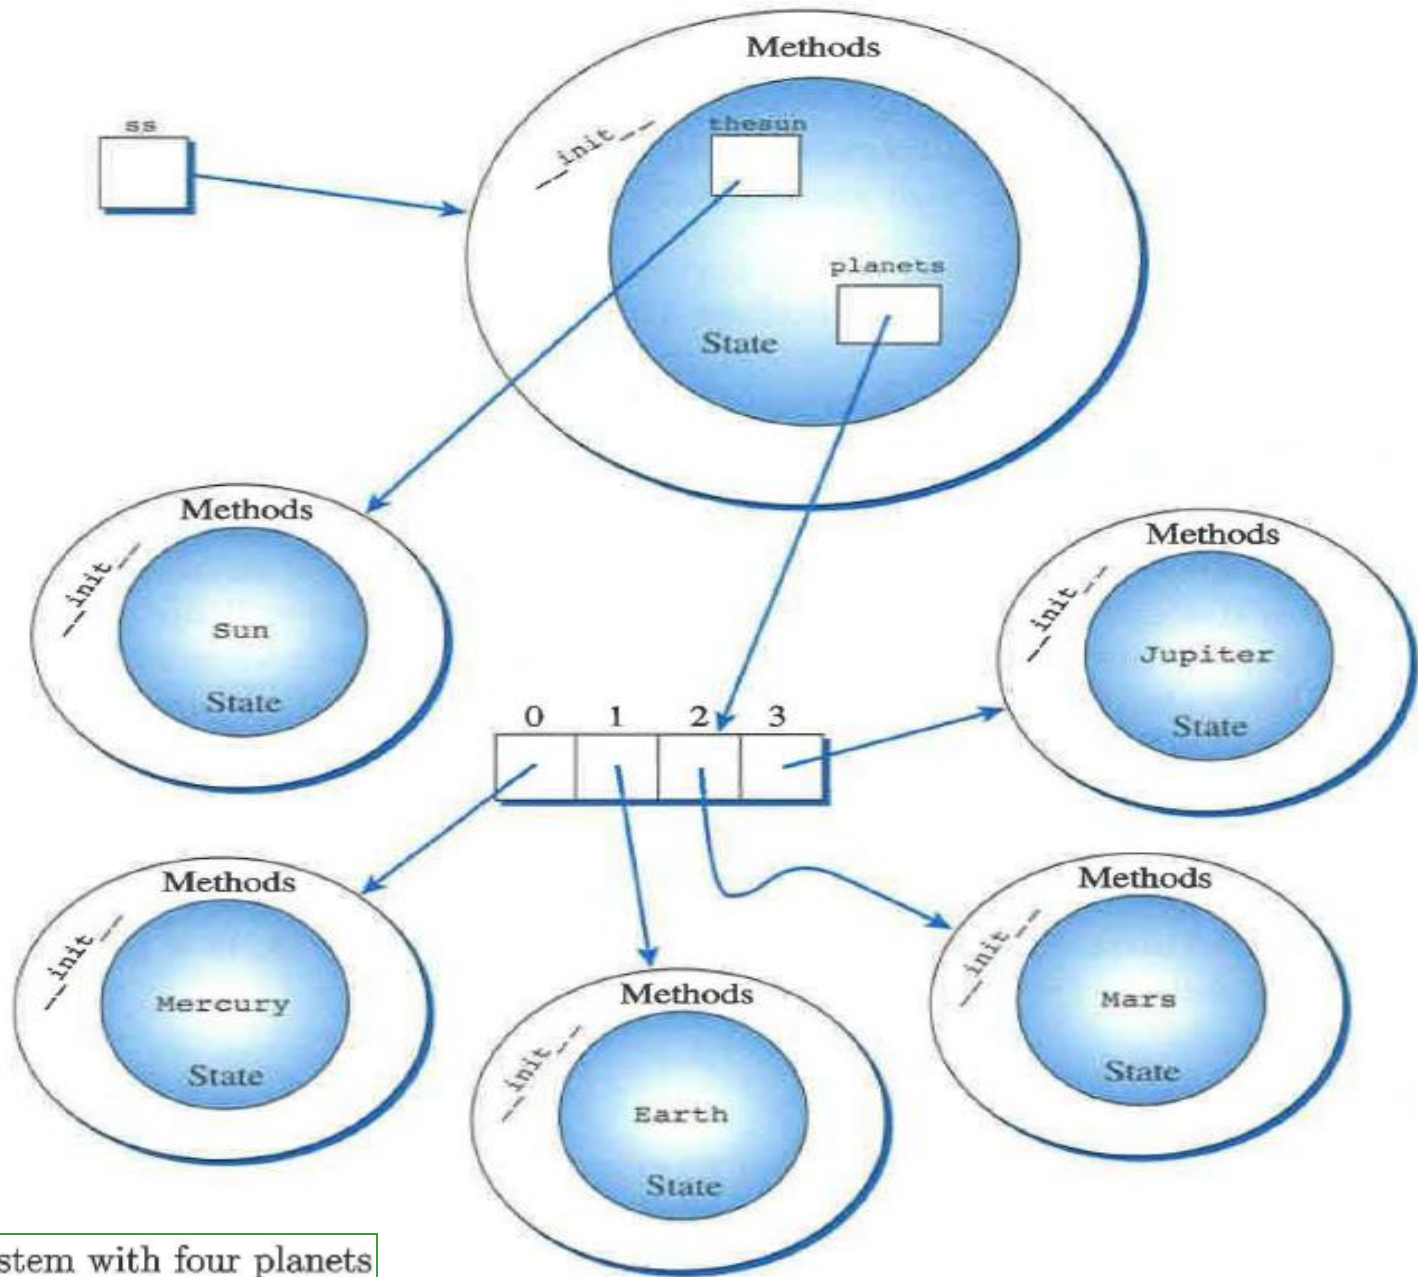 Methods
ss
__init__
thesun
planets
State
Methods
__init__
Sun
State
Methods
__init__
Jupiter
State
0 1 2 3
Methods
__init__
Mercury
State
Methods
__init__
Mars
State
Methods
__init__
Earth
State
stem with four planets